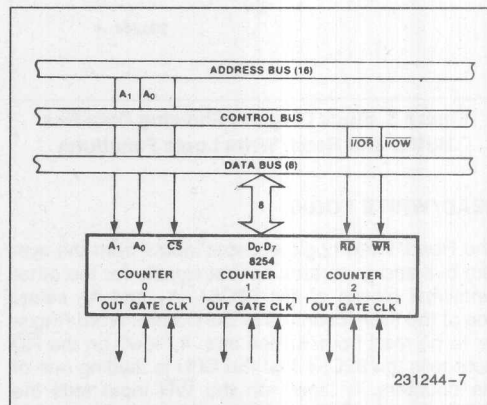 ADDRESS BUS (16)
A₁ A₀
CONTROL BUS
I/OR I/OW
DATA BUS (8)
8
A₁ A₀ CS D₀-D₇ RD WR
8254
COUNTER COUNTER COUNTER
0 1 2
OUT GATE CLK OUT GATE CLK OUT GATE CLK
231244-7